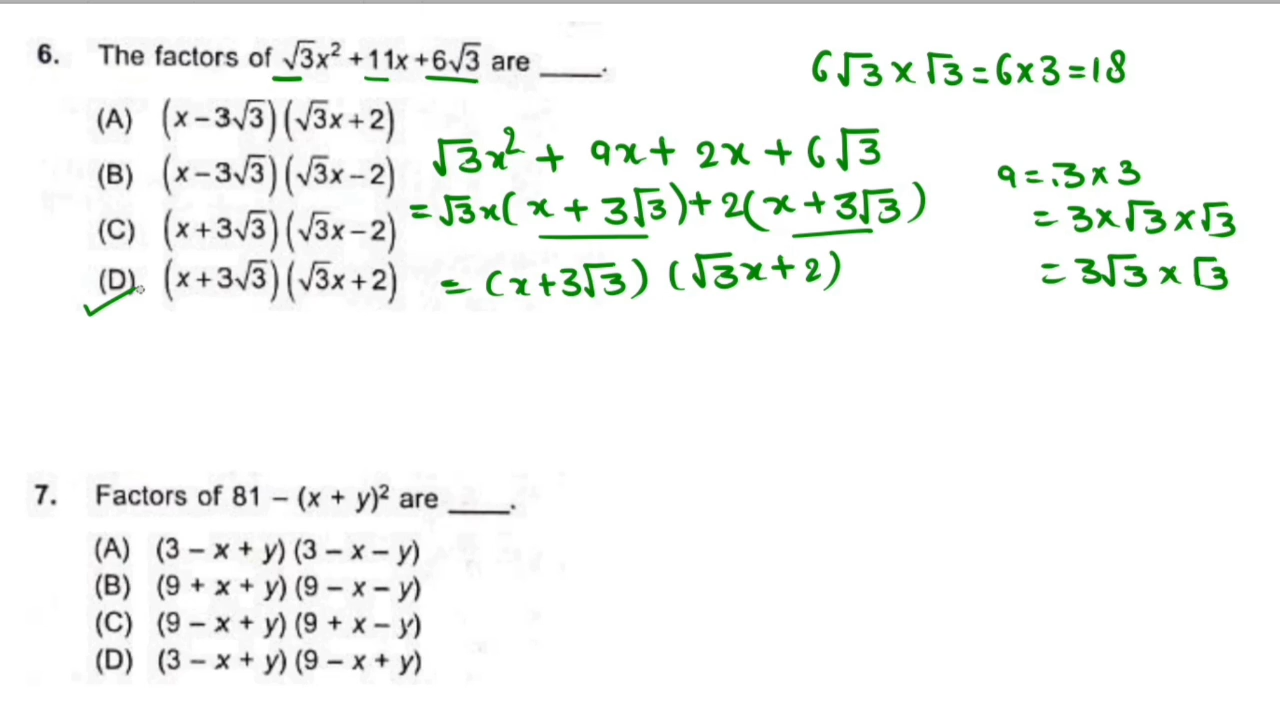 6. The factors of √3x² + 11x + 6√3 are ____.
6√3 × √3 = 6 × 3 = 18
(A) (x – 3√3)(√3x + 2)
√3x² + 9x + 2x + 6√3
(B) (x – 3√3)(√3x – 2)
9 = 3 × 3
= √3x(x + 3√3) + 2(x + 3√3)
= 3 × √3 × √3
(C) (x + 3√3)(√3x – 2)
(D) (x + 3√3)(√3x + 2)
= (x + 3√3) (√3x + 2)
= 3√3 × √3
7. Factors of 81 – (x + y)² are ____.
(A) (3 – x + y) (3 – x – y)
(B) (9 + x + y) (9 – x – y)
(C) (9 – x + y) (9 + x – y)
(D) (3 – x + y) (9 – x + y)